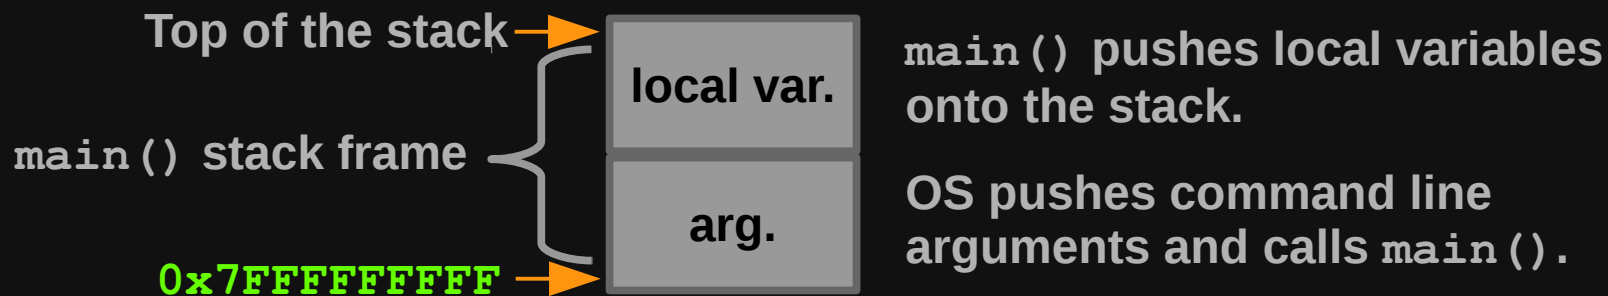 Top of the stack
local var.
main() pushes local variables
onto the stack.
main() stack frame
arg.
OS pushes command line
arguments and calls main().
0x7FFFFFFFFF